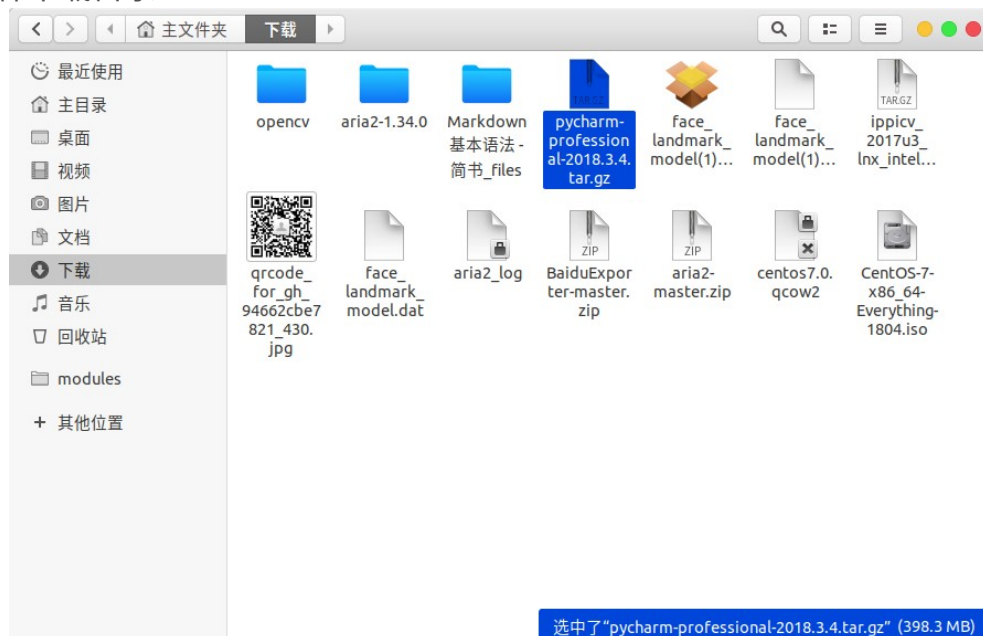 主文件夹 下载
最近使用
主目录
桌面
视频
图片
文档
下载
音乐
回收站
modules
+ 其他位置
opencv
aria2-1.34.0
Markdown
基本语法 -
简书_files
TAR.GZ
pycharm-
profession
al-2018.3.4.
tar.gz
face_
landmark_
model(1)...
face_
landmark_
model(1)...
TAR.GZ
ippicv_
2017u3_
lnx_intel...
qrcode_
for_gh_
94662cbe7
821_430.
jpg
face_
landmark_
model.dat
aria2_log
ZIP
BaiduExpor
ter-master.
zip
ZIP
aria2-
master.zip
centos7.0.
qcow2
CentOS-7-
x86_64-
Everything-
1804.iso
选中了“pycharm-professional-2018.3.4.tar.gz” (398.3 MB)